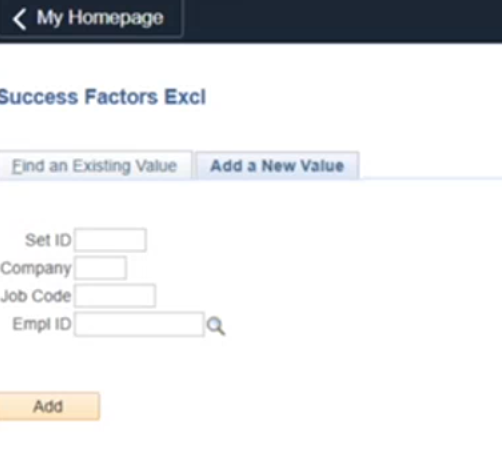 My Homepage
Success Factors Excl
Find an Existing Value Add a New Value
Set ID
Company
Job Code
Empl ID
Add